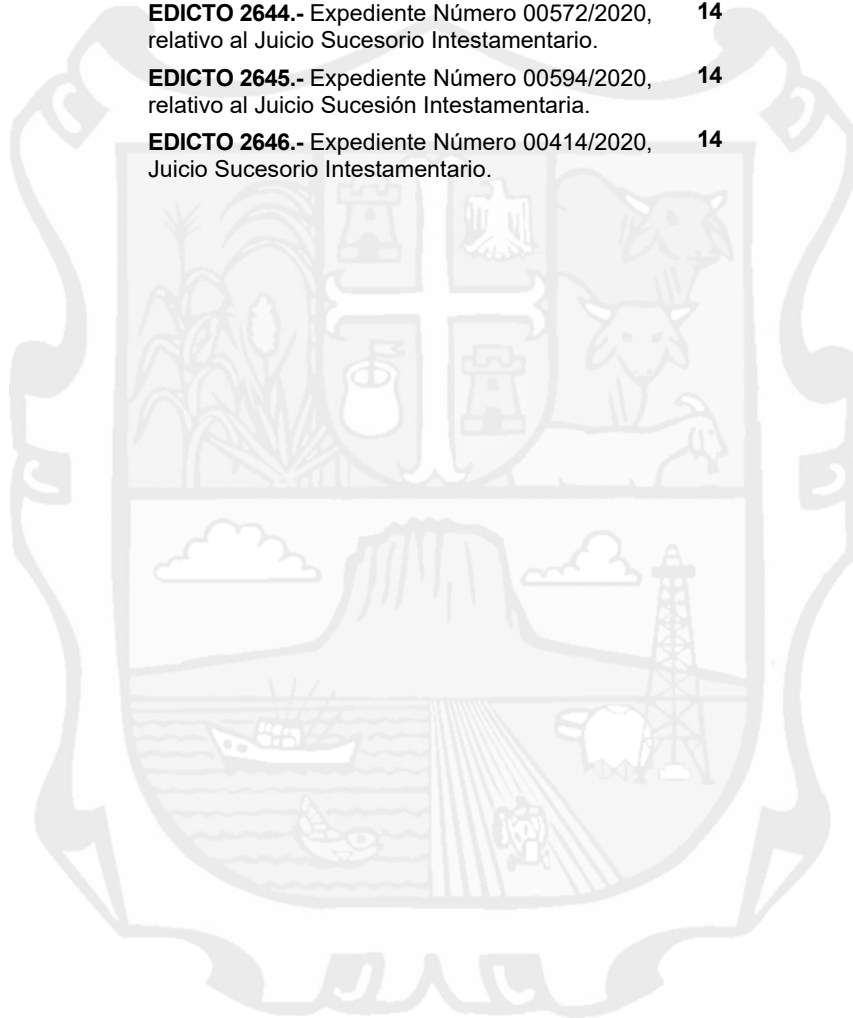 EDICTO 2644.- Expediente Número 00572/2020, 14
relativo al Juicio Sucesorio Intestamentario.
EDICTO 2645.- Expediente Número 00594/2020, 14
relativo al Juicio Sucesión Intestamentaria.
EDICTO 2646.- Expediente Número 00414/2020, 14
Juicio Sucesorio Intestamentario.